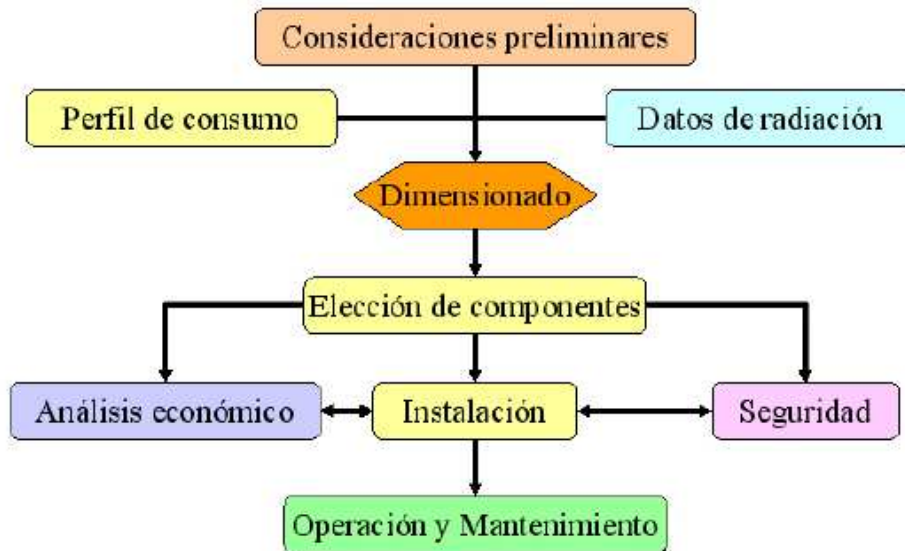 Consideraciones preliminares
Perfil de consumo
Datos de radiación
Dimensionado
Elección de componentes
Análisis económico
Instalación
Seguridad
Operación y Mantenimiento